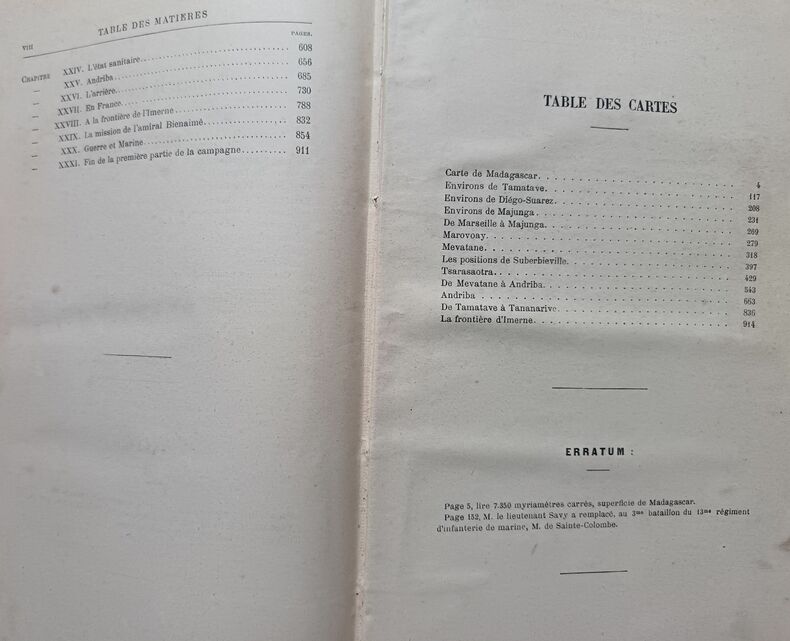 VIII TABLE DES MATIÈRES
PAGES.
CHAPITRE XXIV. L'état sanitaire. 608
— XXV. Andriba. 656
— XXVI. L'arrière. 685
— XXVII. En France. 730
— XXVIII. A la frontière de l'Imerne 788
— XXIX. La mission de l'amiral Bienaimé 832
— XXX. Guerre et Marine 854
— XXXI. Fin de la première partie de la campagne 911
TABLE DES CARTES
Carte de Madagascar. 4
Environs de Tamatave. 117
Environs de Diégo-Suarez. 208
Environs de Majunga. 231
De Marseille à Majunga. 269
Marovoay. 279
Mevatane. 318
Les positions de Suberbieville. 397
Tsarasaotra. 429
De Mevatane à Andriba. 543
Andriba 663
De Tamatave à Tananarive. 836
La frontière d'Imerne. 914
ERRATUM :
Page 5, lire 7.350 myriamètres carrés, superficie de Madagascar.
Page 152, M. le lieutenant Savy a remplacé, au 3me bataillon du 13me régiment
d'infanterie de marine, M. de Sainte-Colombe.